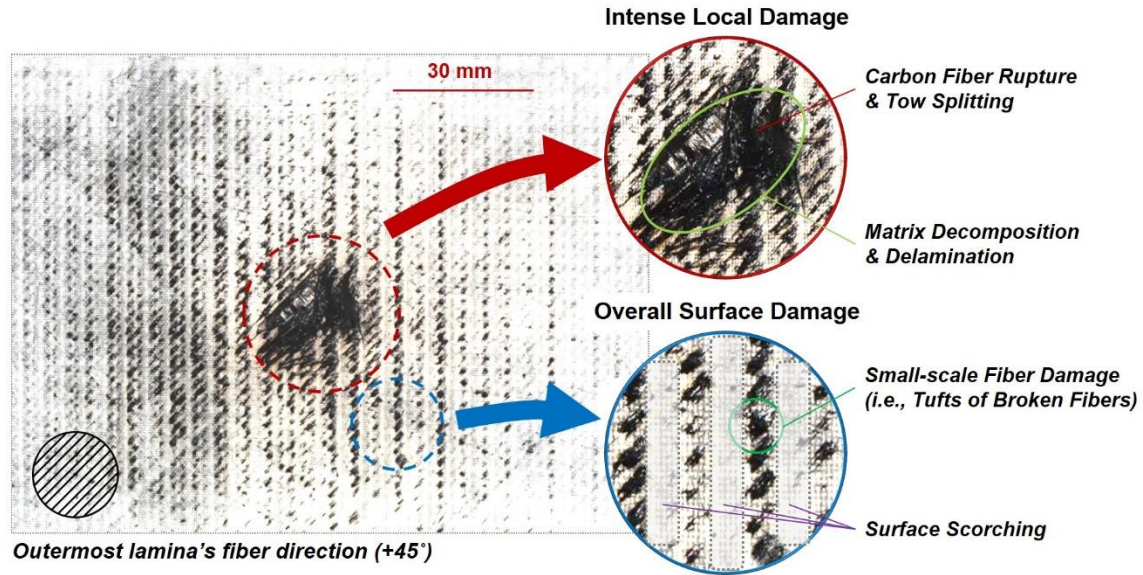 Intense Local Damage
30 mm
Carbon Fiber Rupture
& Tow Splitting
Matrix Decomposition
& Delamination
Overall Surface Damage
Small-scale Fiber Damage
(i.e., Tufts of Broken Fibers)
Surface Scorching
Outermost lamina's fiber direction (+45˚)